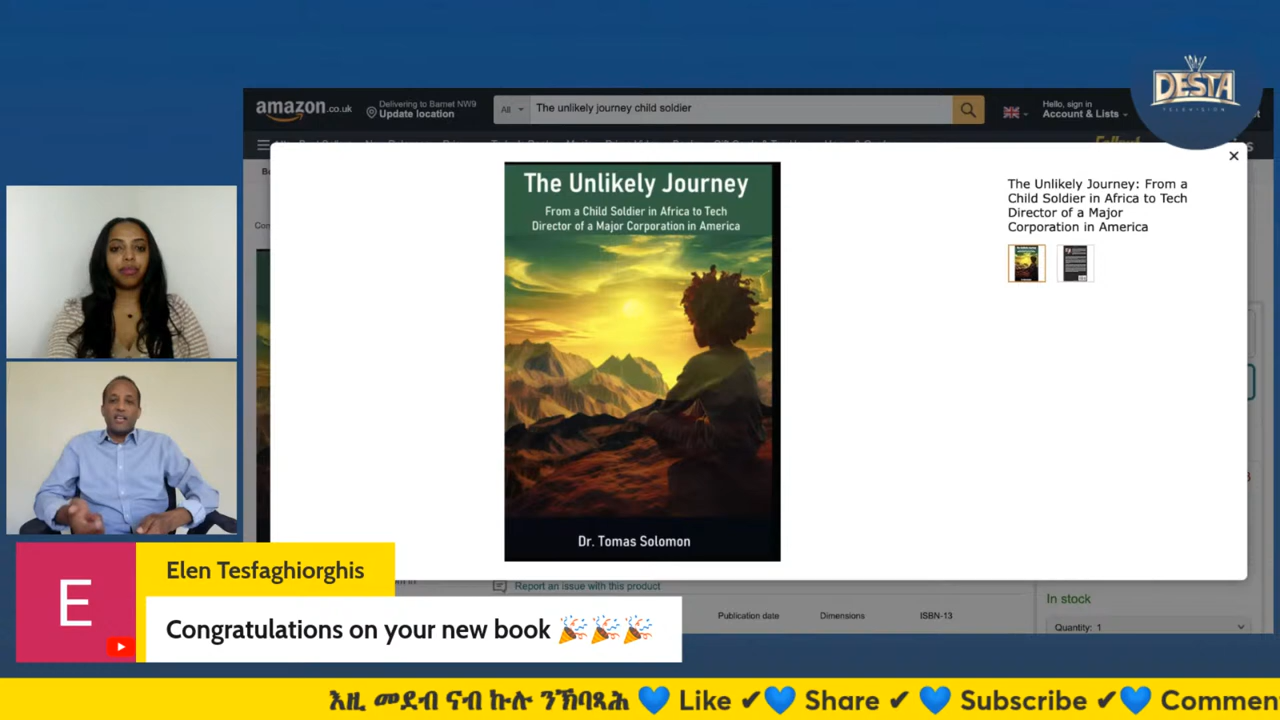 DESTA
TELEVISION
amazon.co.uk
Delivering to Barnet NW9
Update location
All
The unlikely journey child soldier
Hello, sign in
Account & Lists
The Unlikely Journey
From a Child Soldier in Africa to Tech
Director of a Major Corporation in America
Dr. Tomas Solomon
The Unlikely Journey: From a
Child Soldier in Africa to Tech
Director of a Major
Corporation in America
Report an issue with this product
Publication date
Dimensions
ISBN-13
In stock
Quantity: 1
E
Elen Tesfaghiorghis
Congratulations on your new book 🎉🎉🎉
እዚ መደብ ናብ ኩሉ ንኽባጻሕ 💙 Like ✔💙 Share ✔ 💙 Subscribe ✔💙 Commen